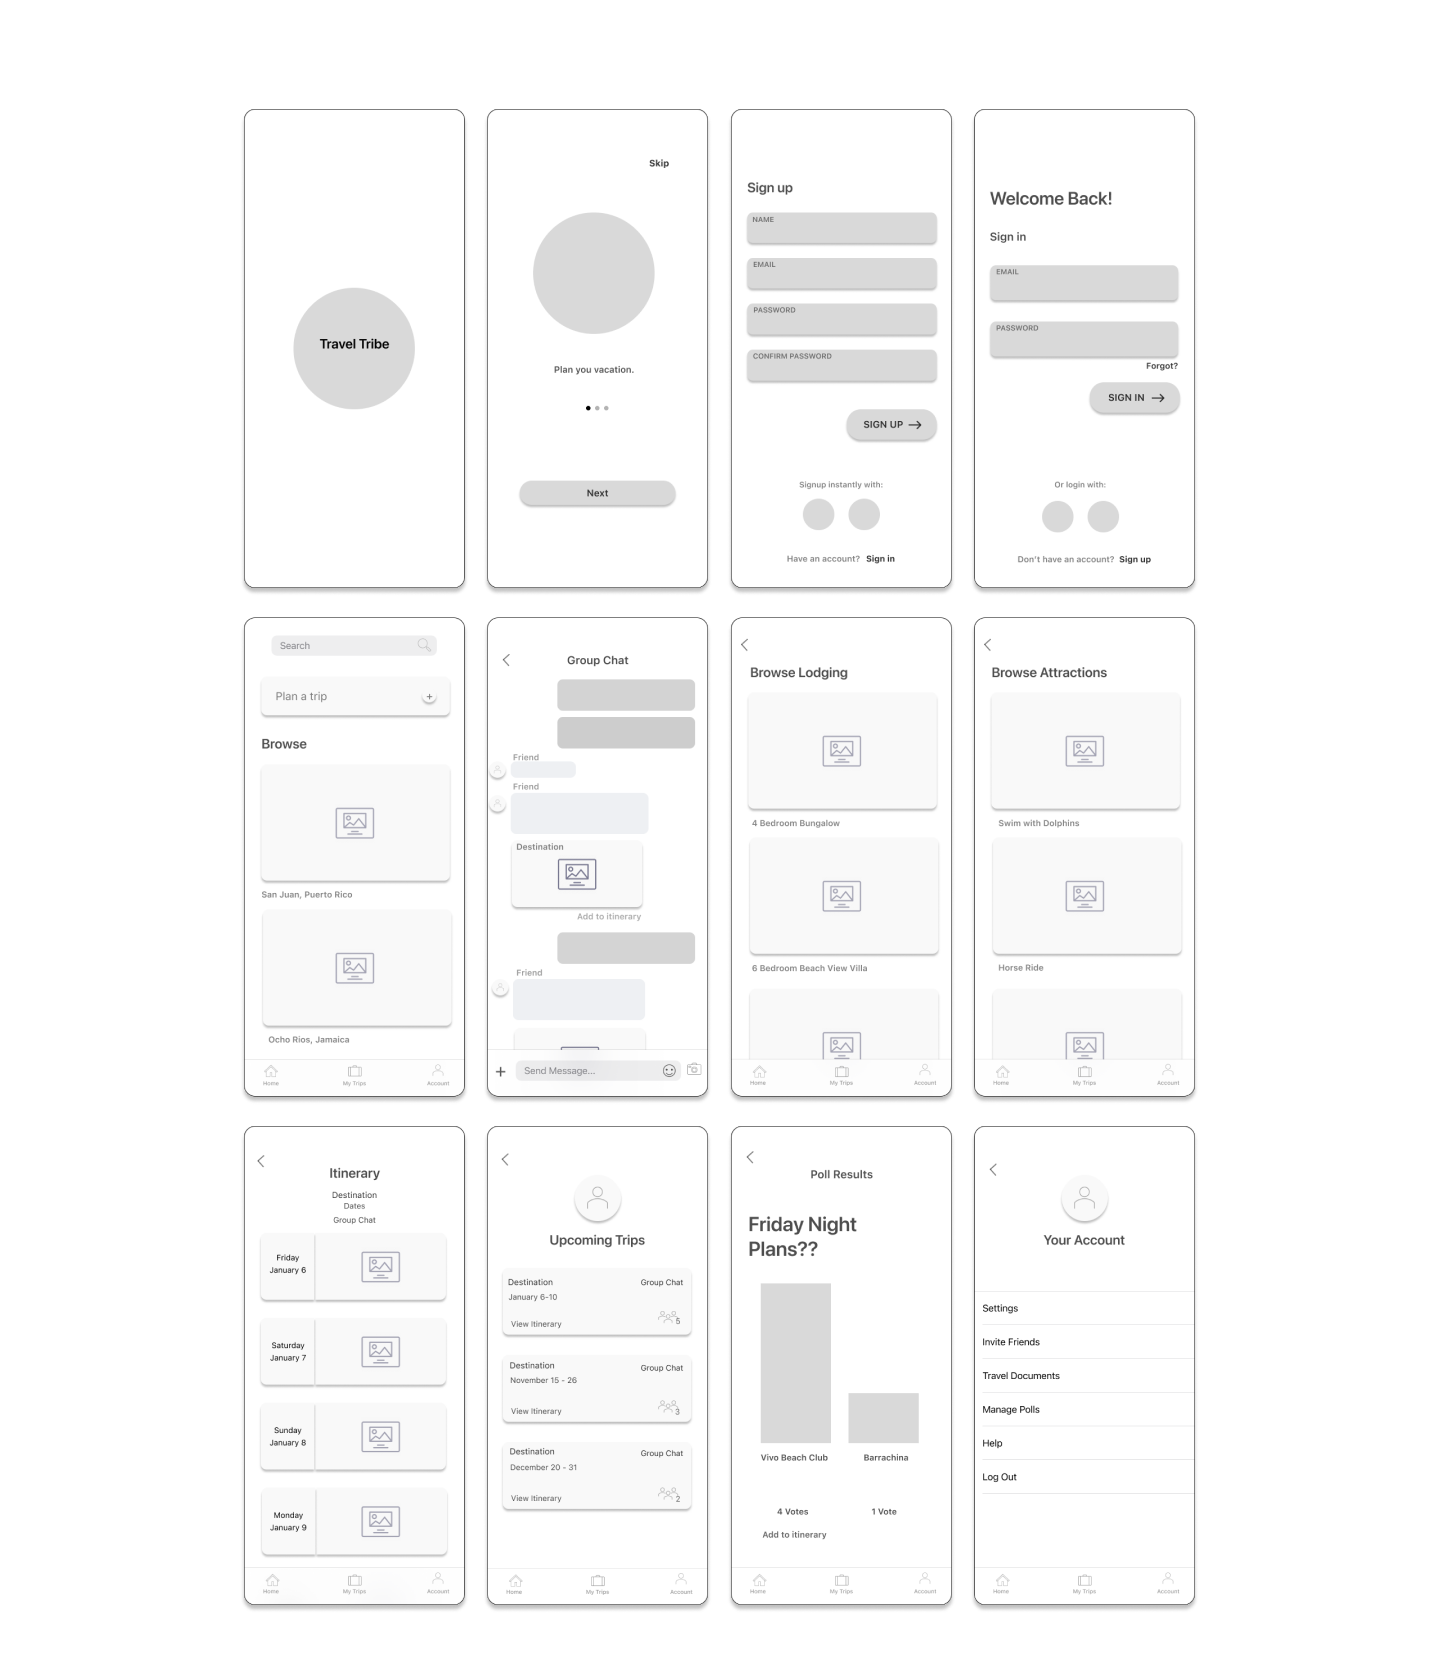 Travel Tribe
Skip
Plan you vacation.
Next
Sign up
NAME
EMAIL
PASSWORD
CONFIRM PASSWORD
SIGN UP
Signup instantly with:
Have an account? Sign in
Welcome Back!
Sign in
EMAIL
PASSWORD
Forgot?
SIGN IN
Or login with:
Don't have an account? Sign up
Search
Plan a trip
Browse
San Juan, Puerto Rico
Ocho Rios, Jamaica
Home
My Trips
Account
Group Chat
Friend
Friend
Destination
Add to itinerary
Friend
Send Message...
Browse Lodging
4 Bedroom Bungalow
6 Bedroom Beach View Villa
Home
My Trips
Account
Browse Attractions
Swim with Dolphins
Horse Ride
Home
My Trips
Account
Itinerary
Destination
Dates
Group Chat
Friday
January 6
Saturday
January 7
Sunday
January 8
Monday
January 9
Home
My Trips
Account
Upcoming Trips
Destination
Group Chat
January 6-10
View Itinerary
5
Destination
Group Chat
November 15 - 26
View Itinerary
3
Destination
Group Chat
December 20 - 31
View Itinerary
2
Home
My Trips
Account
Poll Results
Friday Night
Plans??
Vivo Beach Club
Barrachina
4 Votes
1 Vote
Add to itinerary
Home
My Trips
Account
Your Account
Settings
Invite Friends
Travel Documents
Manage Polls
Help
Log Out
Home
My Trips
Account